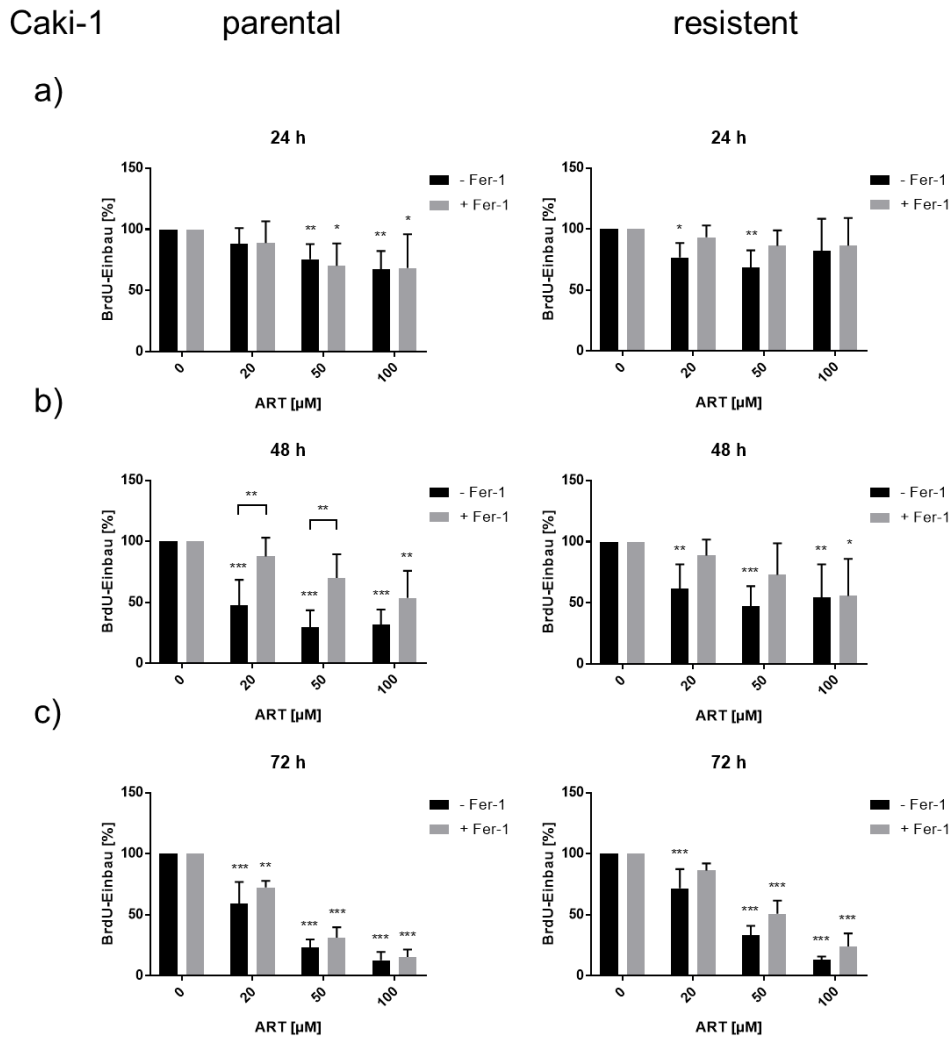 Caki-1 parental resistent
a)
24 h
150
100
50
0
BrdU-Einbau [%]
** * ** *
0 20 50 100
ART [µM]
- Fer-1
+ Fer-1
24 h
150
100
50
0
BrdU-Einbau [%]
* **
0 20 50 100
ART [µM]
- Fer-1
+ Fer-1
b)
48 h
150
100
50
0
BrdU-Einbau [%]
** **
*** *** *** **
0 20 50 100
ART [µM]
- Fer-1
+ Fer-1
48 h
150
100
50
0
BrdU-Einbau [%]
** *** ** *
0 20 50 100
ART [µM]
- Fer-1
+ Fer-1
c)
72 h
150
100
50
0
BrdU-Einbau [%]
*** ** *** *** *** ***
0 20 50 100
ART [µM]
- Fer-1
+ Fer-1
72 h
150
100
50
0
BrdU-Einbau [%]
*** *** *** *** ***
0 20 50 100
ART [µM]
- Fer-1
+ Fer-1